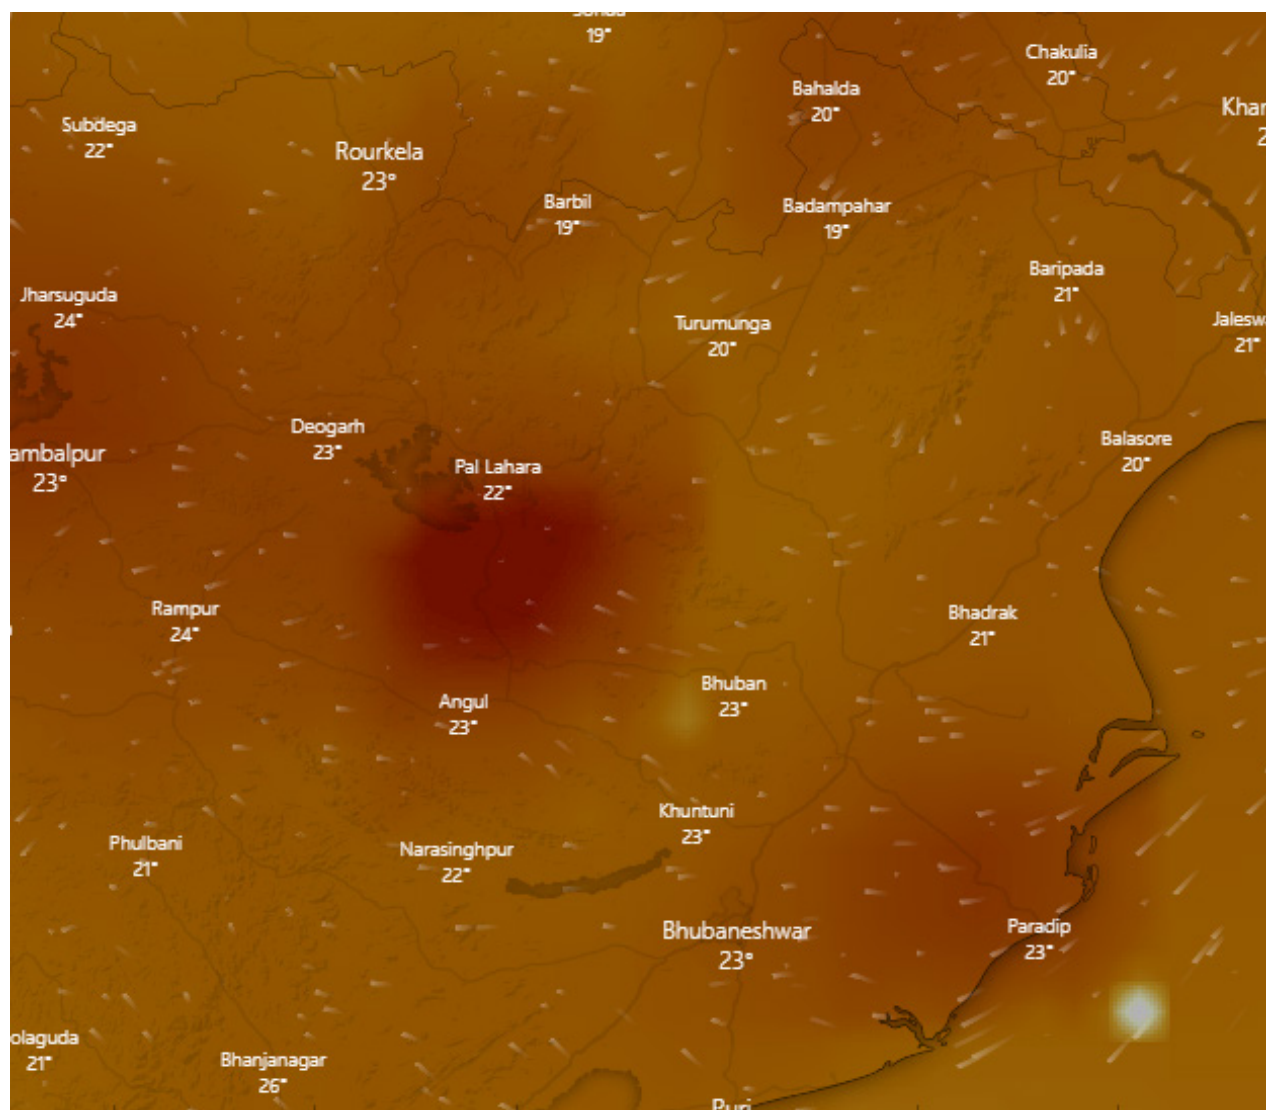 19°
Chakulia
20°
Bahalda
20°
Subdega
22°
Rourkela
23°
Barbil
19°
Badampahar
19°
Baripada
21°
Jharsuguda
24°
Turumunga
20°
21°
Deogarh
23°
Balasore
20°
ambalpur
23°
Pal Lahara
22°
Rampur
24°
Bhadrak
21°
Angul
23°
Bhuban
23°
Khuntuni
23°
Phulbani
21°
Narasinghpur
22°
Bhubaneshwar
23°
Paradip
23°
olaguda
21°
Bhanjanagar
26°
Puri